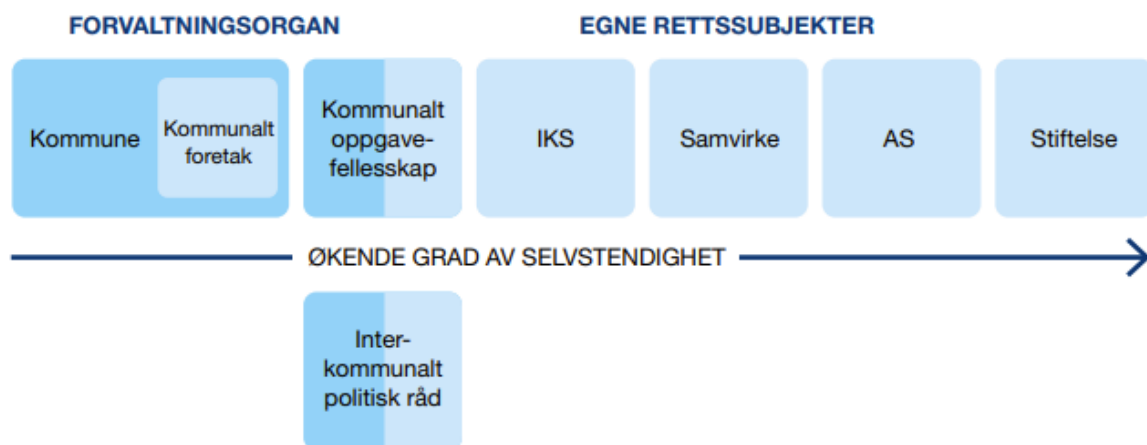 FORVALTNINGSORGAN
EGNE RETTSSUBJEKTER
Kommune
Kommunalt
foretak
Kommunalt
oppgave-
fellesskap
IKS
Samvirke
AS
Stiftelse
ØKENDE GRAD AV SELVSTENDIGHET
Inter-
kommunalt
politisk råd